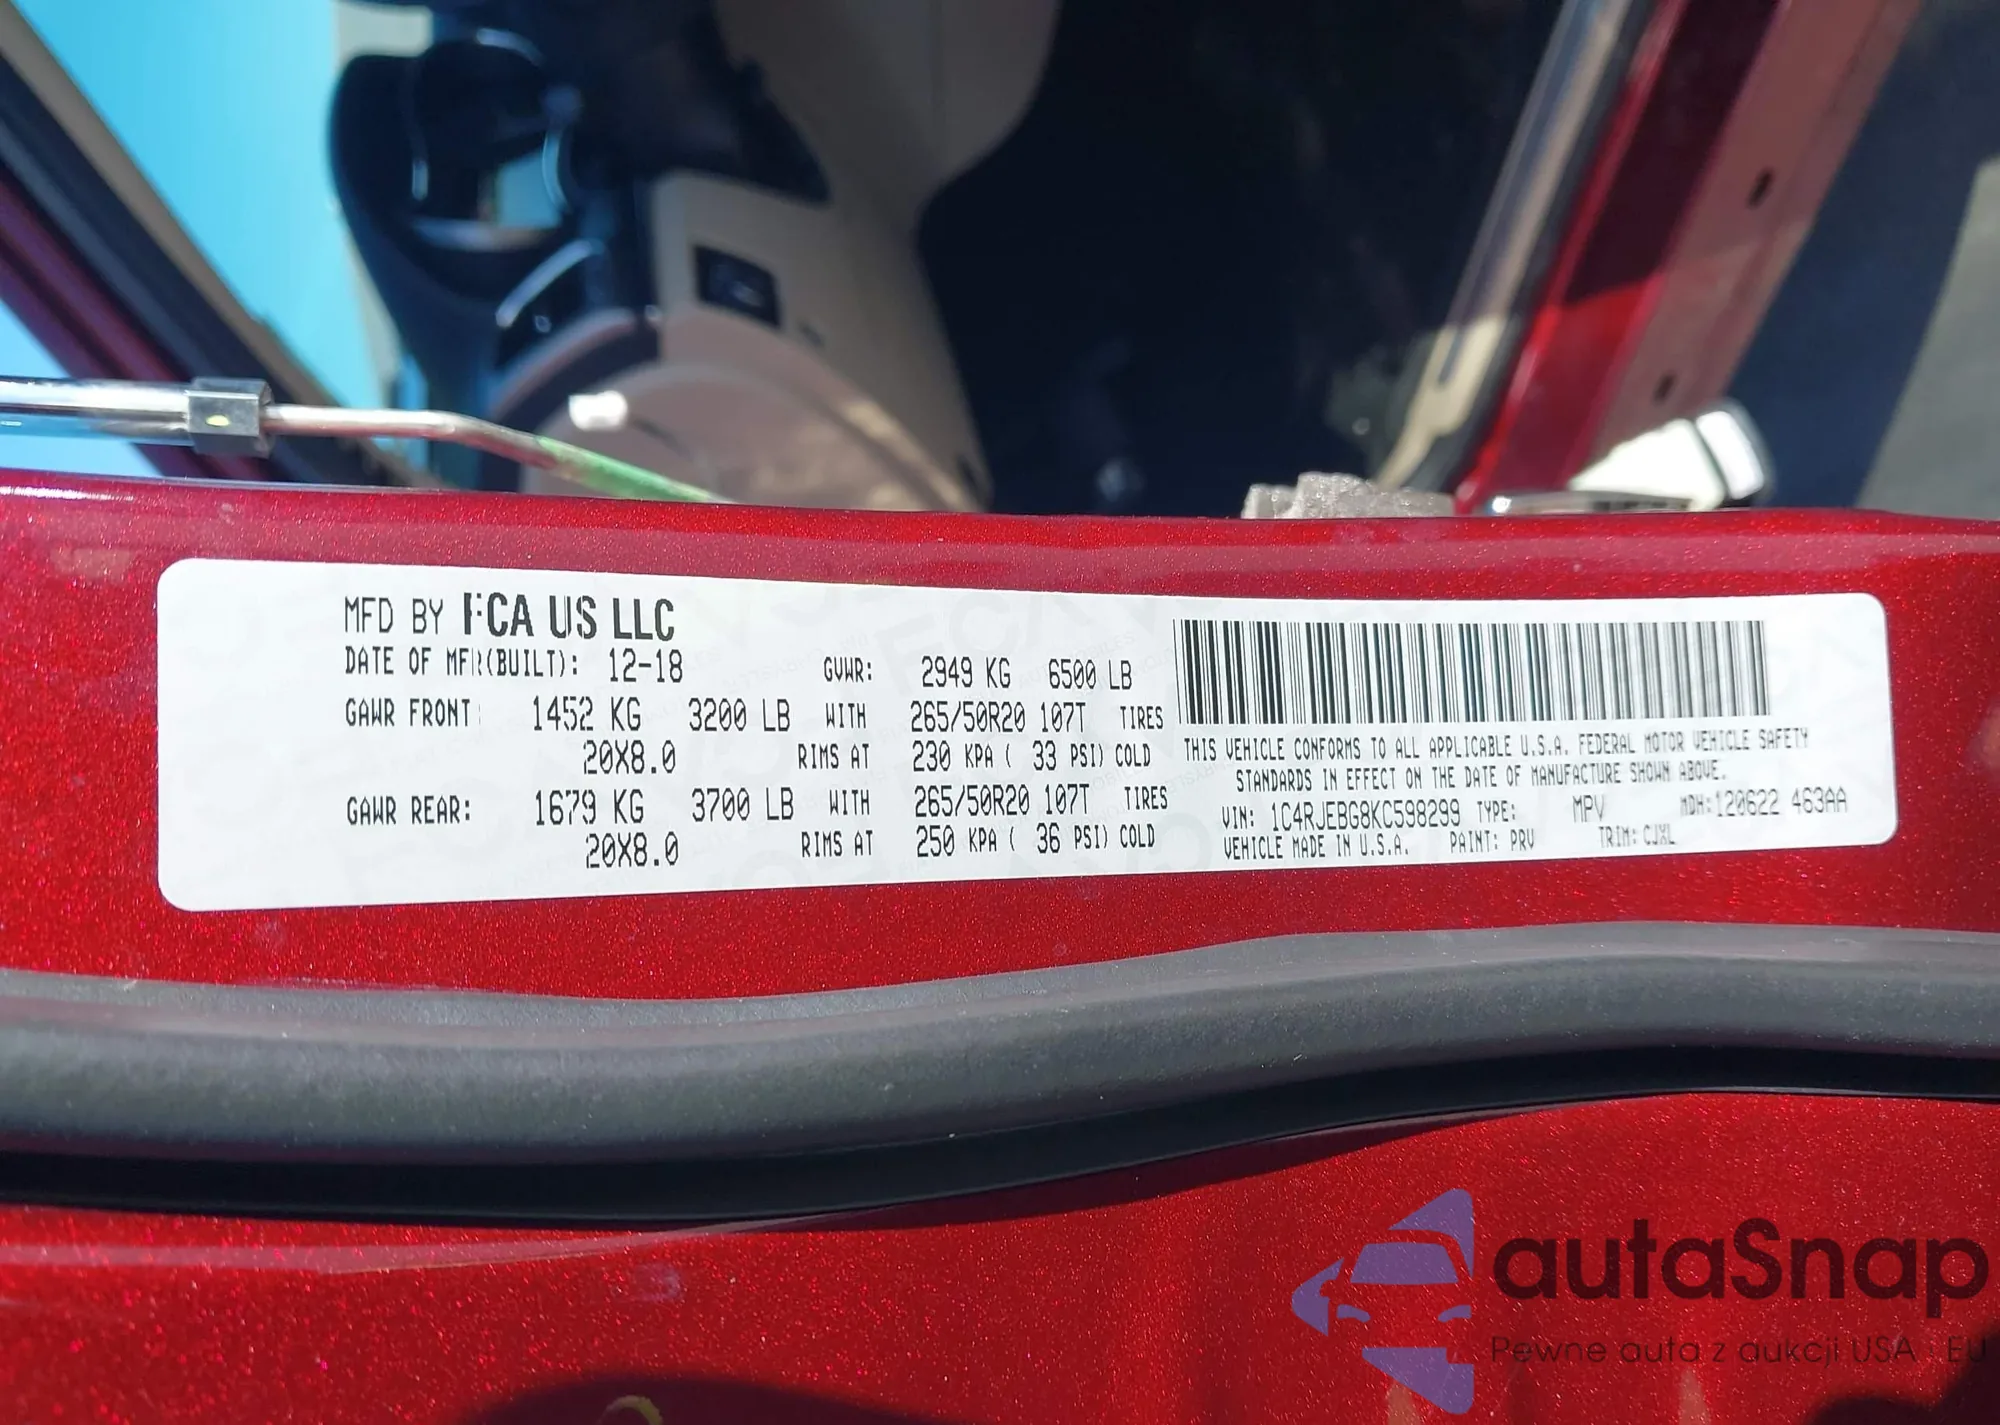 MFD BY FCA US LLC
DATE OF MFR(BUILT): 12-18 GVWR: 2949 KG 6500 LB
GAWR FRONT: 1452 KG 3200 LB WITH 265/50R20 107T TIRES
20X8.0 RIMS AT 230 KPA ( 33 PSI) COLD
GAWR REAR: 1679 KG 3700 LB WITH 265/50R20 107T TIRES
20X8.0 RIMS AT 250 KPA ( 36 PSI) COLD
THIS VEHICLE CONFORMS TO ALL APPLICABLE U.S.A. FEDERAL MOTOR VEHICLE SAFETY
STANDARDS IN EFFECT ON THE DATE OF MANUFACTURE SHOWN ABOVE.
VIN: 1C4RJEBG8KC598299 TYPE: MPV MDH:120622 463AA
VEHICLE MADE IN U.S.A. PAINT: PRV TRIM:CJXL
autaSnap
Pewne auta z aukcji USA i EU